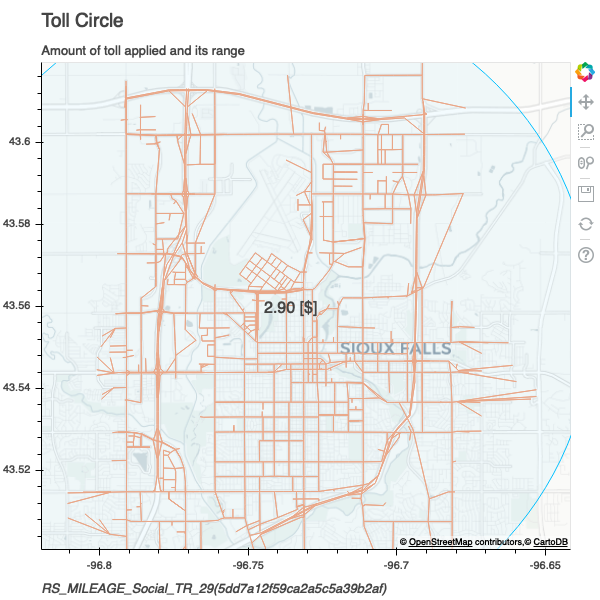 Toll Circle
Amount of toll applied and its range
43.6
43.58
43.56
43.54
43.52
2.90 [$]
SIOUX FALLS
© OpenStreetMap contributors,© CartoDB
-96.8
-96.75
-96.7
-96.65
RS_MILEAGE_Social_TR_29(5dd7a12f59ca2a5c5a39b2af)